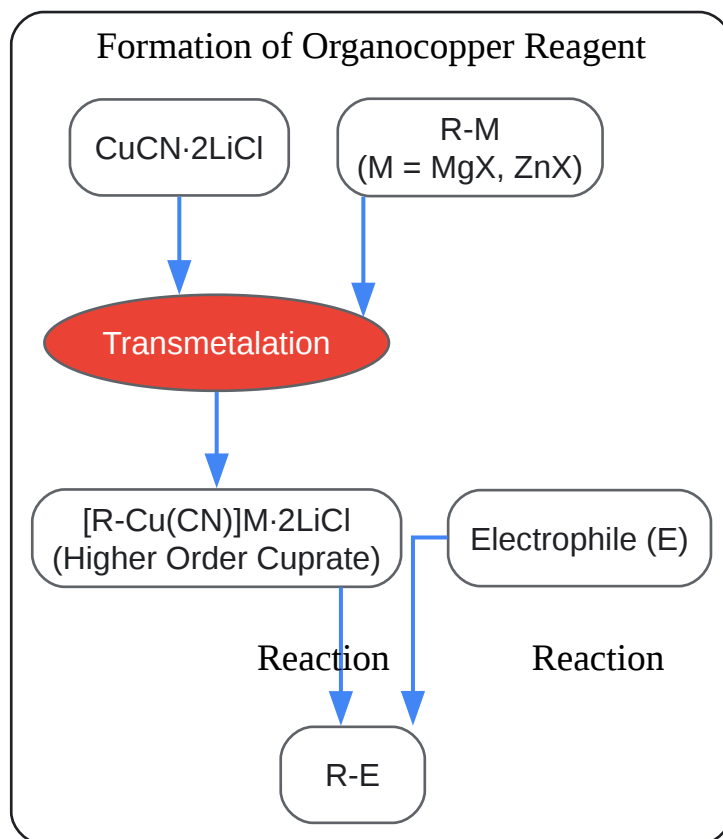 Formation of Organocopper Reagent
CuCN·2LiCl
R-M
(M = MgX, ZnX)
Transmetalation
[R-Cu(CN)]M·2LiCl
(Higher Order Cuprate)
Electrophile (E)
Reaction
Reaction
R-E